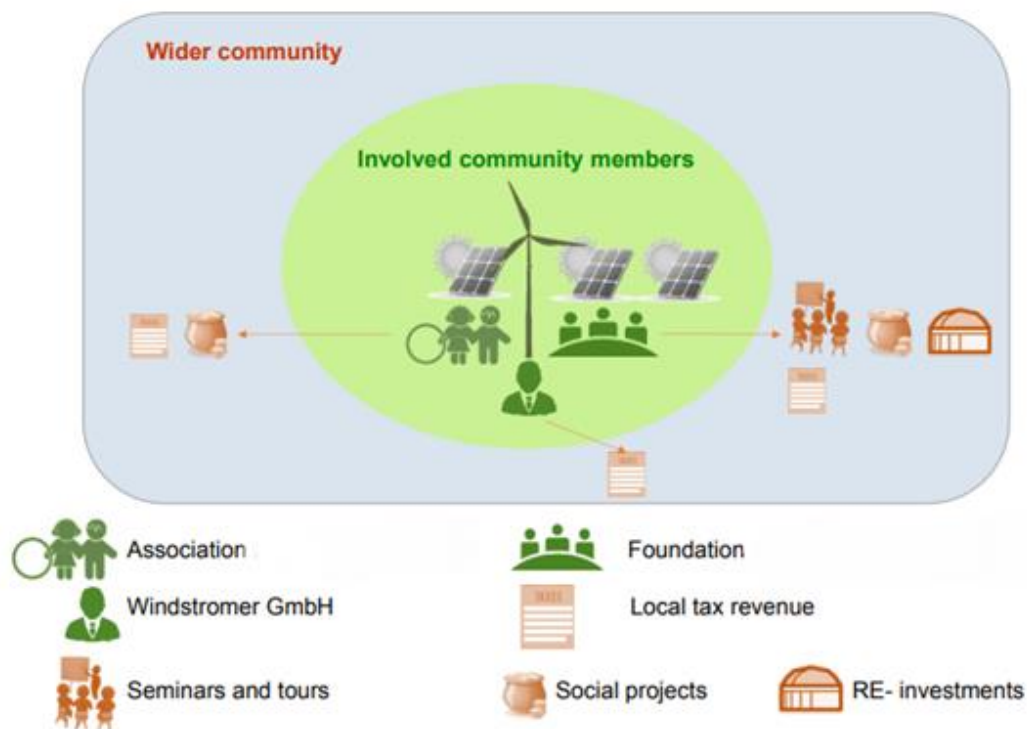 Wider community
Involved community members
TAXES
Association
Foundation
Windstromer GmbH
Local tax revenue
Seminars and tours
Social projects
RE- investments